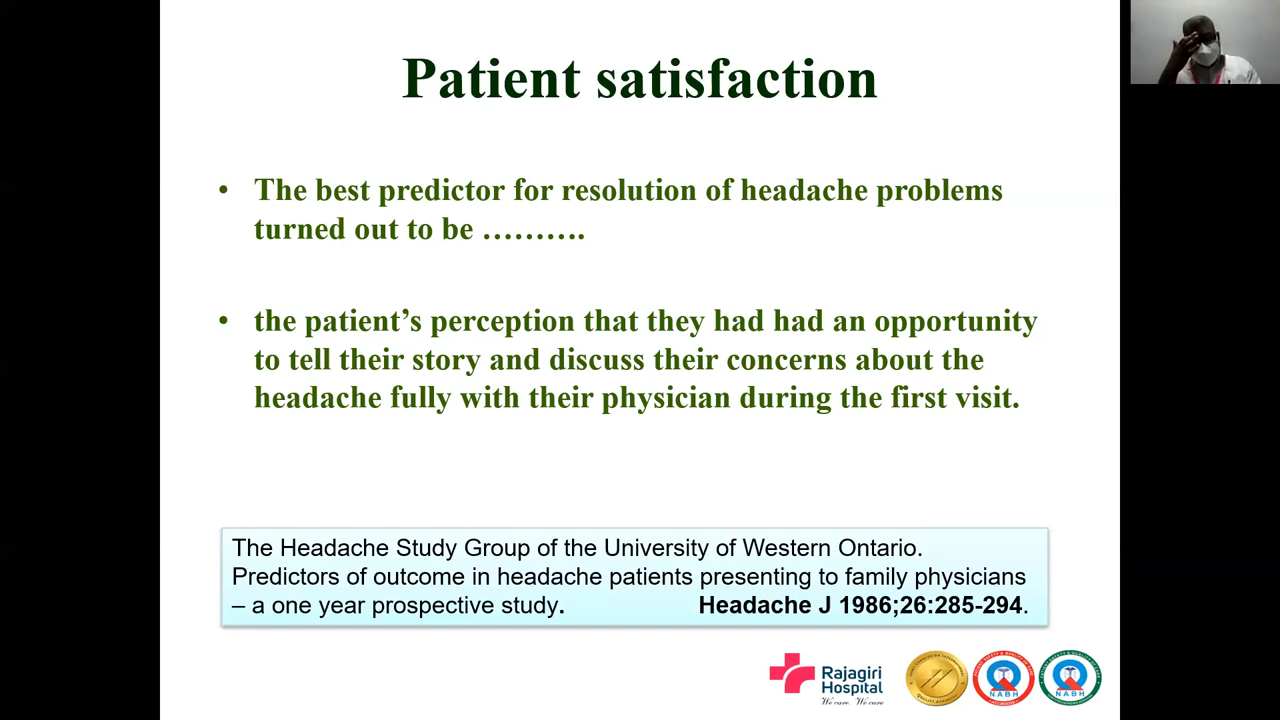 Patient satisfaction
• The best predictor for resolution of headache problems
turned out to be ……….
• the patient’s perception that they had had an opportunity
to tell their story and discuss their concerns about the
headache fully with their physician during the first visit.
The Headache Study Group of the University of Western Ontario.
Predictors of outcome in headache patients presenting to family physicians
– a one year prospective study. Headache J 1986;26:285-294.
Rajagiri
Hospital
We care. We cure
NABH
NABH